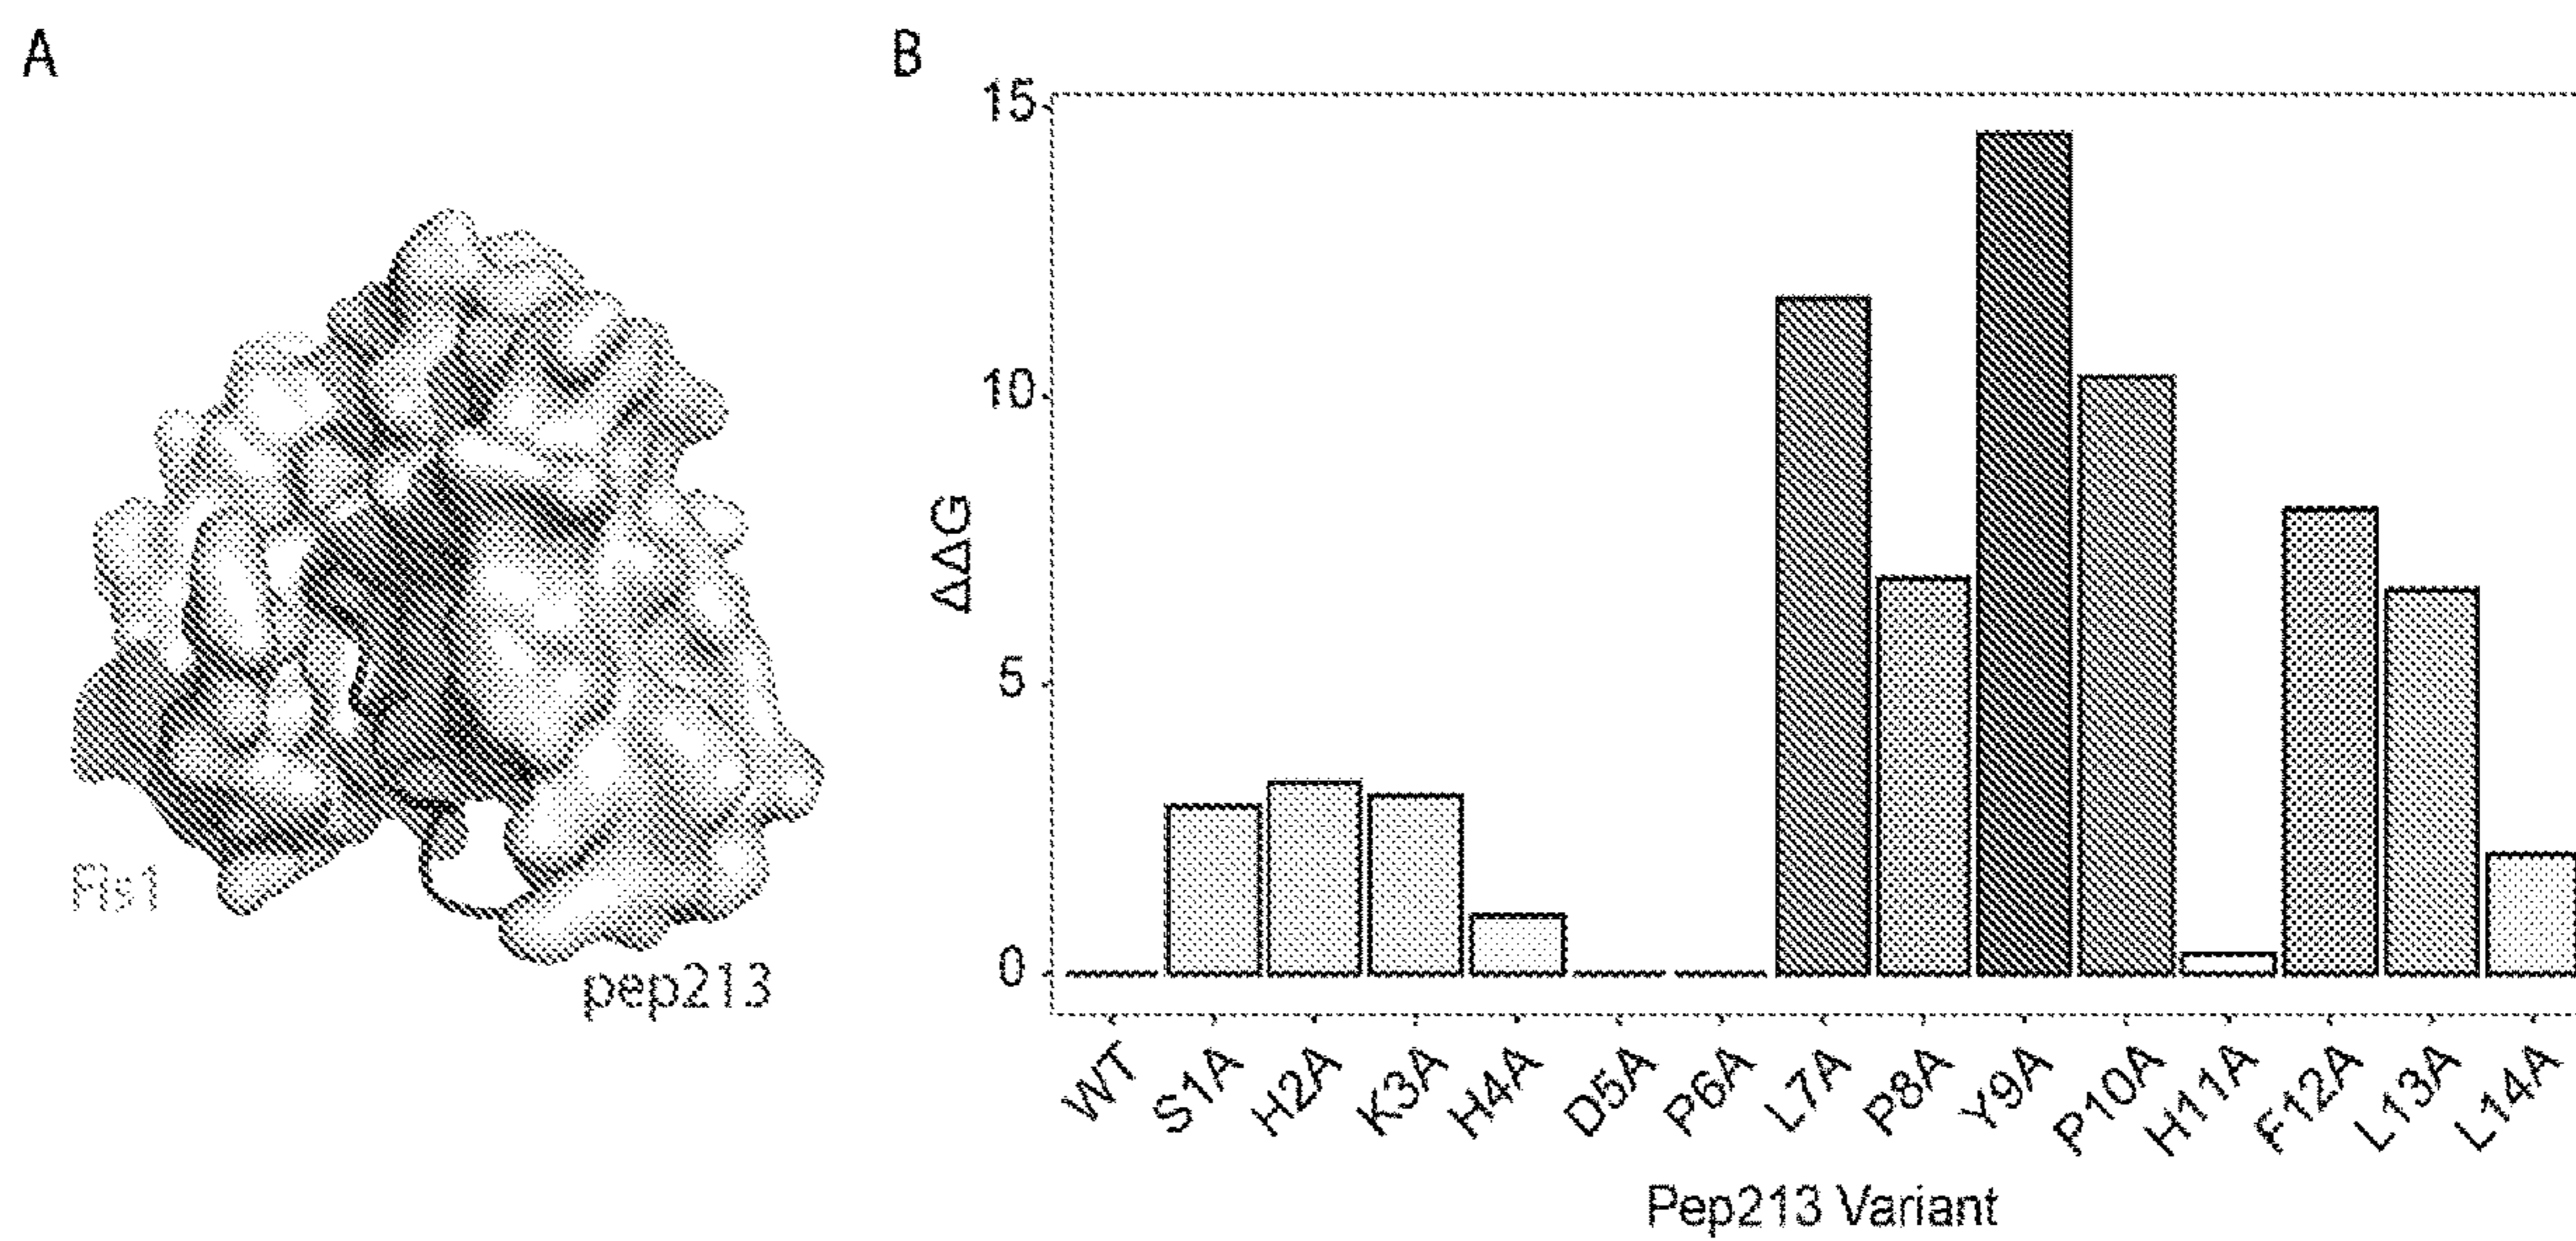 A
B
15
10
5
0
ΔΔG
WT
S1A
H2A
K3A
H4A
D5A
P6A
L7A
P8A
Y9A
P10A
H11A
F12A
L13A
L14A
Pep213 Variant
Fis1
pep213